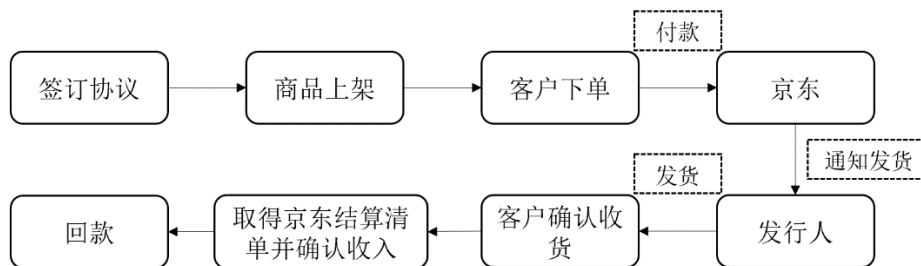 付款
签订协议
商品上架
客户下单
京东
通知发货
发货
回款
取得京东结算清
单并确认收入
客户确认收
货
发行人